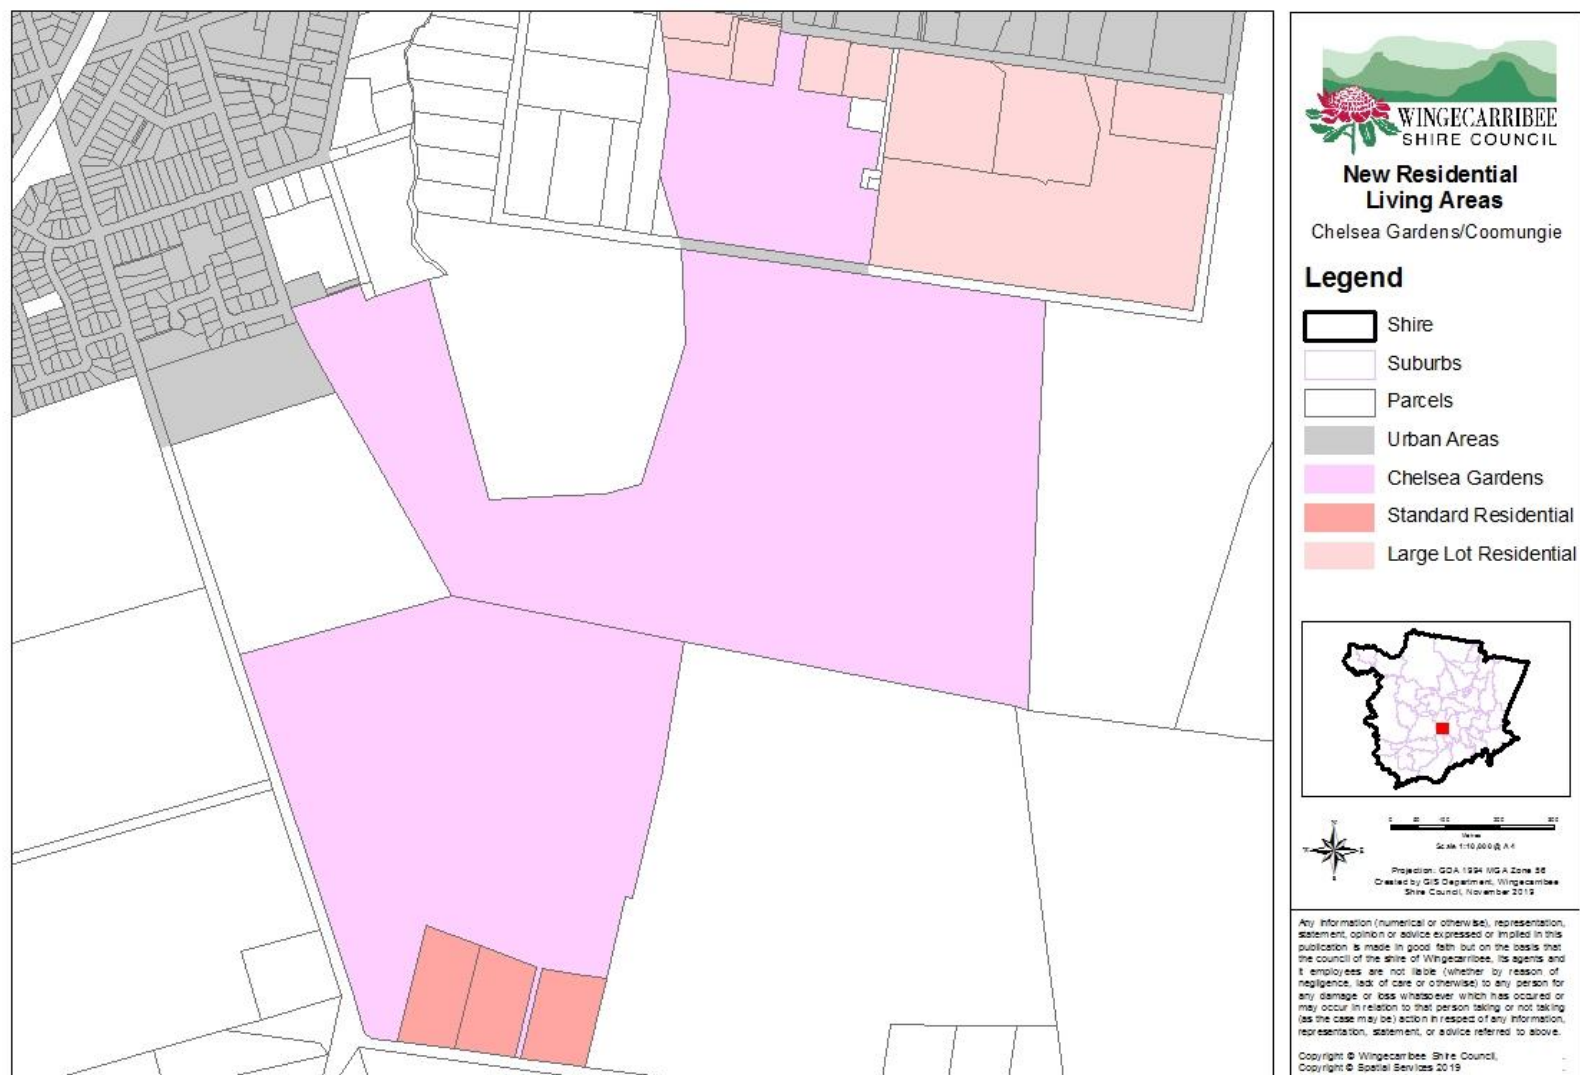 WINGECARRIBEE
SHIRE COUNCIL
New Residential
Living Areas
Chelsea Gardens/Coomungie
Legend
Shire
Suburbs
Parcels
Urban Areas
Chelsea Gardens
Standard Residential
Large Lot Residential
Scale 1:10,000@ A4
Projection: GDA 1994 MGA Zone 56
Created by GIS Department, Wingecarribee
Shire Council, November 2019
Any information (numerical or otherwise), representation,
statement, opinion or advice expressed or implied in this
publication is made in good faith but on the basis that
the council of the shire of Wingecarribee, its agents and
it employees are not liable (whether by reason of
negligence, lack of care or otherwise) to any person for
any damage or loss whatsoever which has occured or
may occur in relation to that person taking or not taking
(as the case may be) action in respect of any information,
representation, statement, or advice referred to above.
Copyright © Wingecarribee Shire Council,
Copyright © Spatial Services 2019